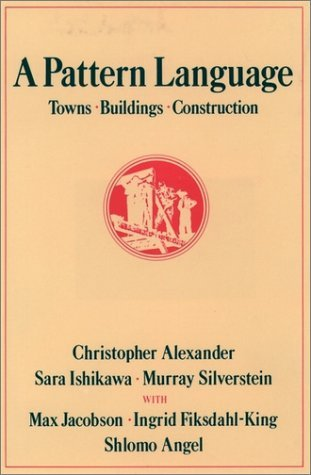 A Pattern Language
Towns · Buildings · Construction
Christopher Alexander
Sara Ishikawa · Murray Silverstein
WITH
Max Jacobson · Ingrid Fiksdahl-King
Shlomo Angel